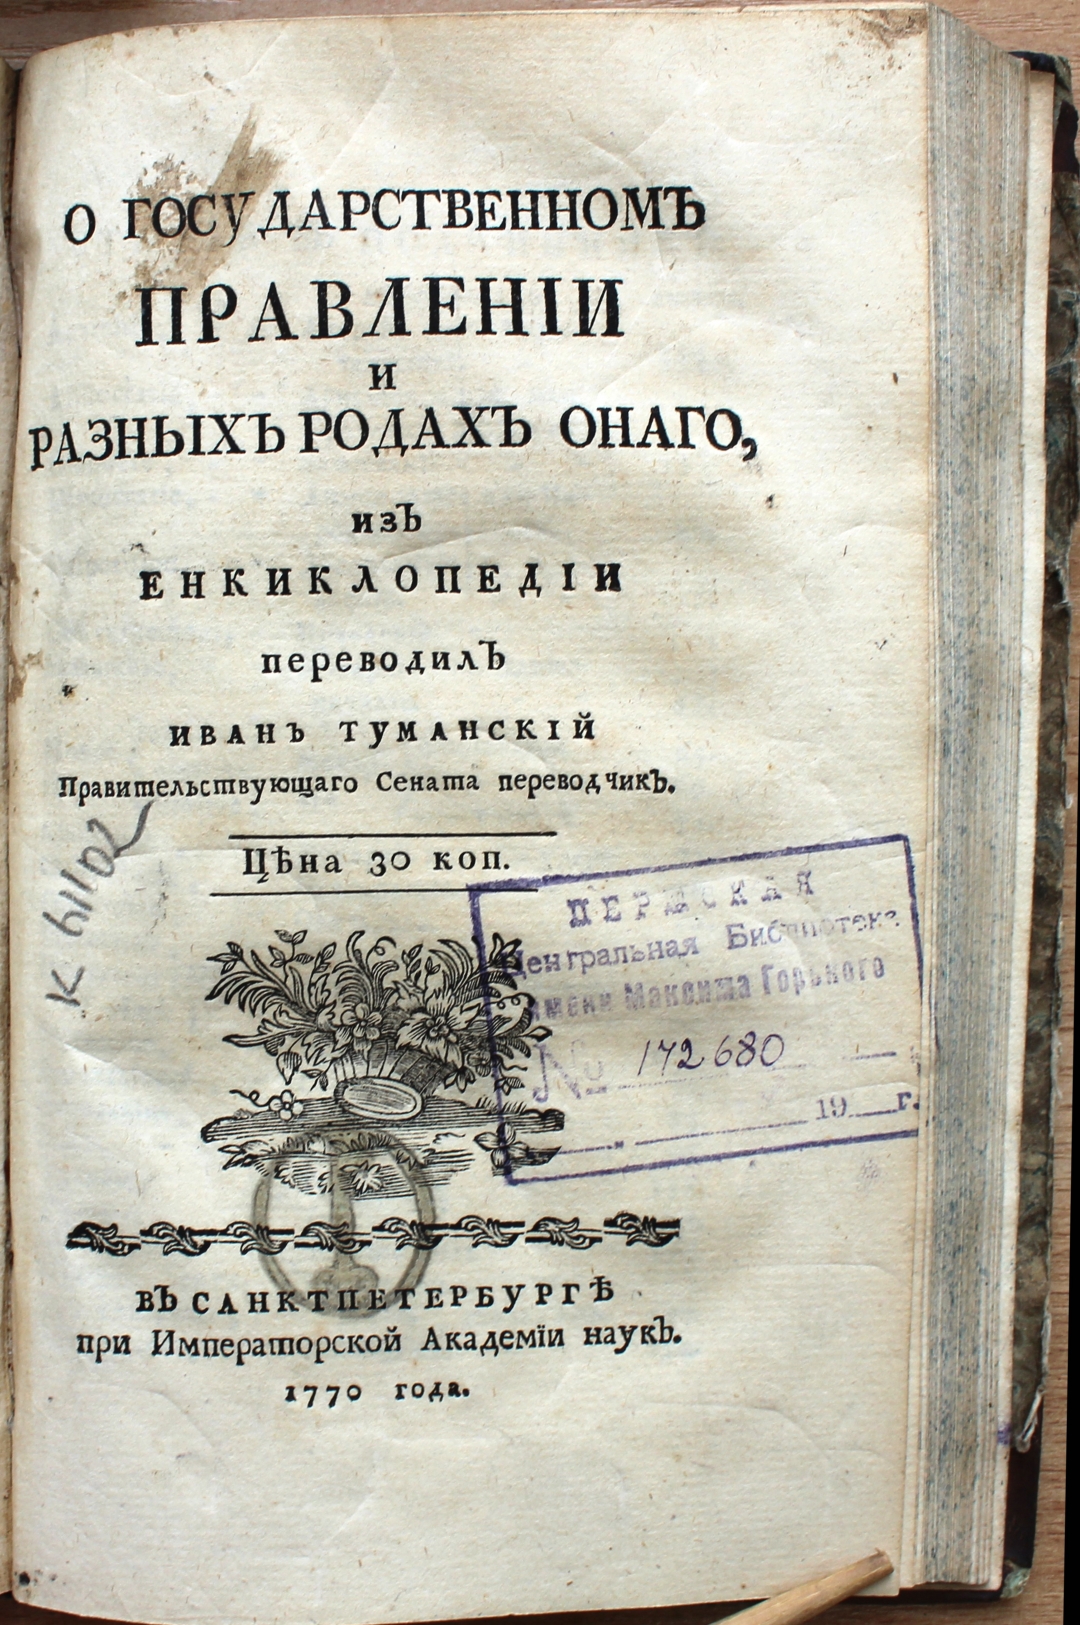 О ГОСУДАРСТВЕННОМЪ
ПРАВЛЕНІИ
И
РАЗНЫХЪ РОДАХЪ ОНАГО,
изЪ
ЕНКИКЛОПЕДІИ
переводилЪ
ИВАНЪ ТУМАНСКІЙ
Правительствующаго Сената переводчикЪ.
Цѣна 30 коп.
ПЕРМСКАЯ
Центральная Библиотека
имени Максима Горького
№ 172680
19 г.
ВЪ САНКТПЕТЕРБУРГѢ
при Императорской Академіи наукЪ.
1770 года.